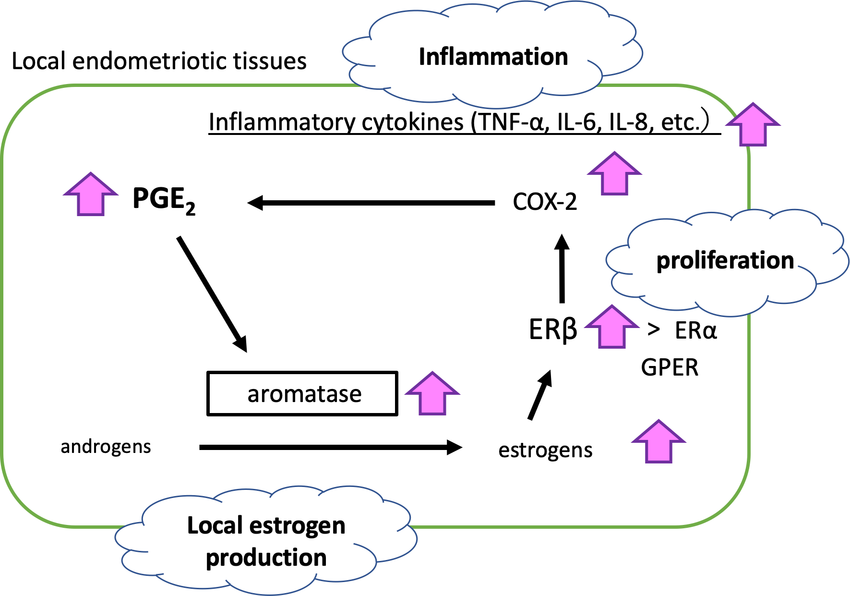 Inflammation
Local endometriotic tissues
Inflammatory cytokines (TNF-α, IL-6, IL-8, etc.）
PGE2
COX-2
proliferation
ERβ > ERα
GPER
aromatase
androgens
estrogens
Local estrogen
production